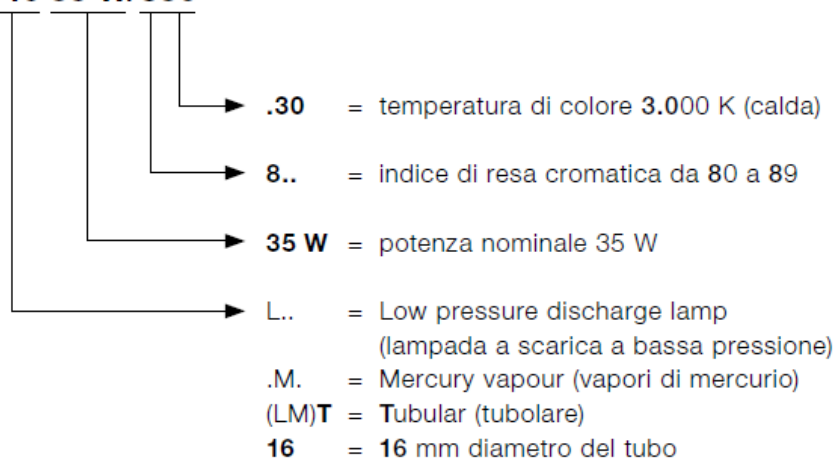 .30 = temperatura di colore 3.000 K (calda)
8.. = indice di resa cromatica da 80 a 89
35 W = potenza nominale 35 W
L.. = Low pressure discharge lamp
(lampada a scarica a bassa pressione)
.M. = Mercury vapour (vapori di mercurio)
(LM)T = Tubular (tubolare)
16 = 16 mm diametro del tubo